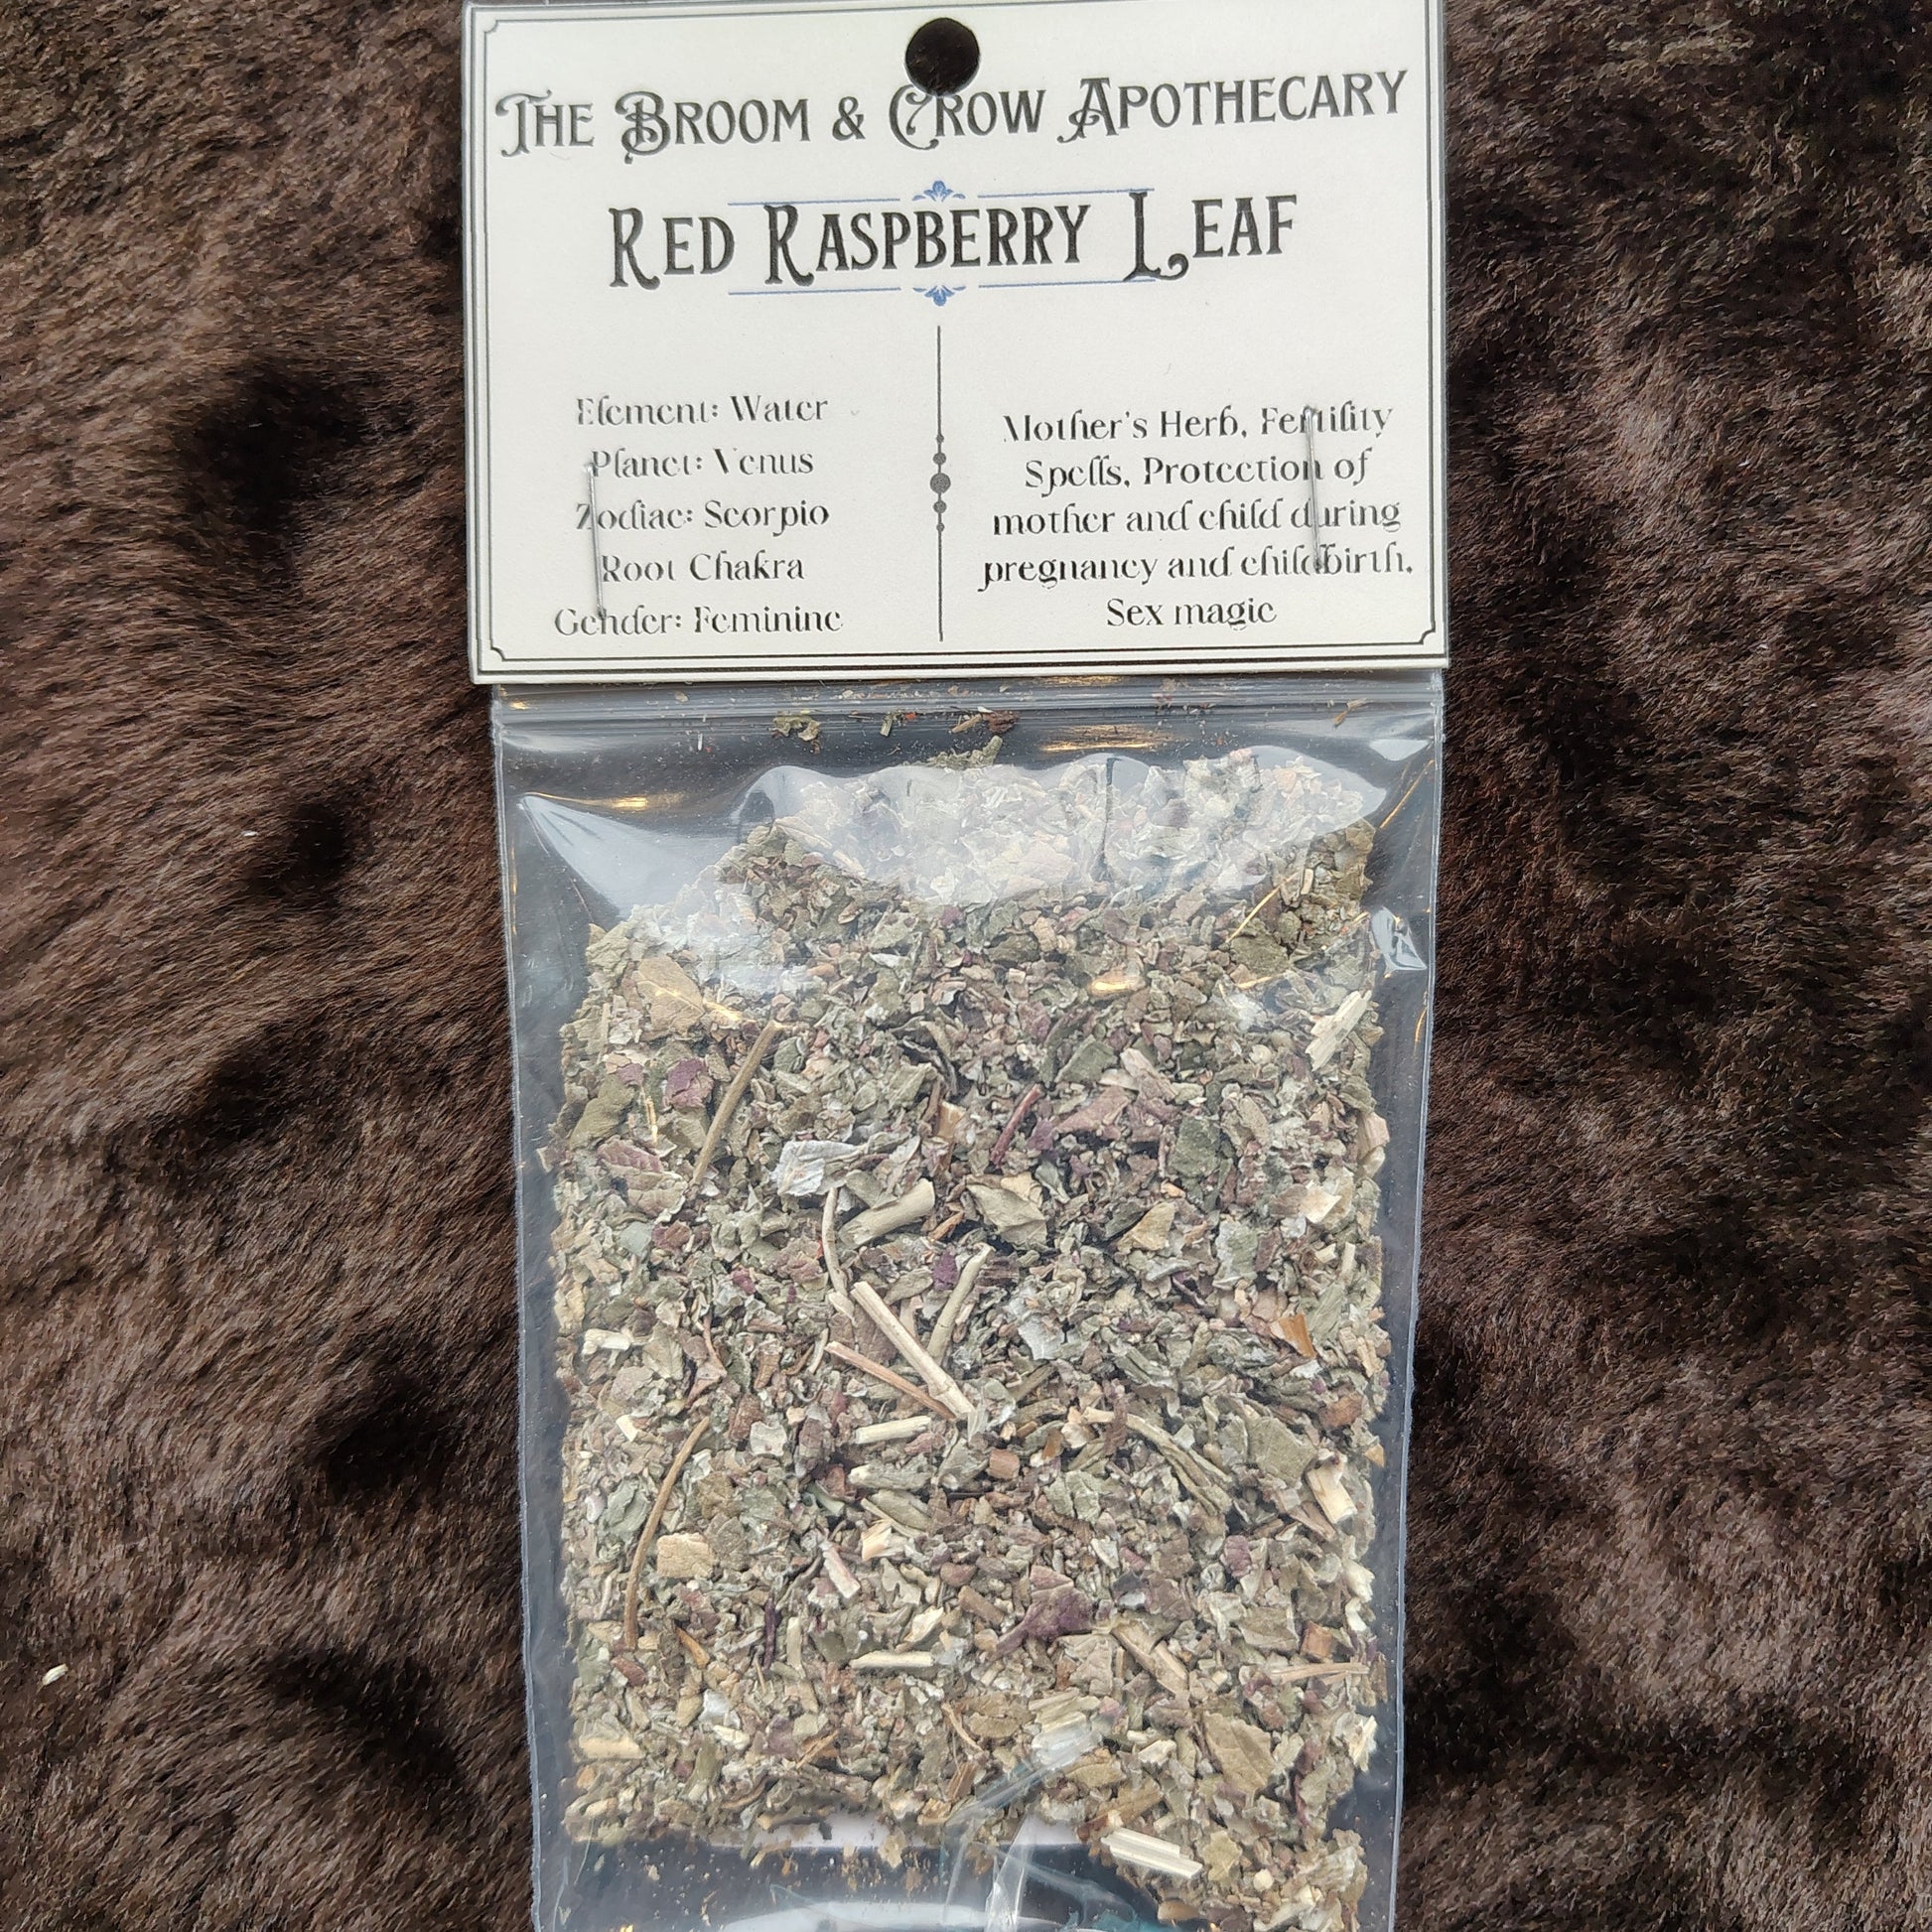 The Broom & Crow Apothecary
Red Raspberry Leaf
Element: Water
Planet: Venus
Zodiac: Scorpio
Root Chakra
Gender: Feminine
Mother's Herb, Fertility
Spells, Protection of
mother and child during
pregnancy and childbirth,
Sex magic